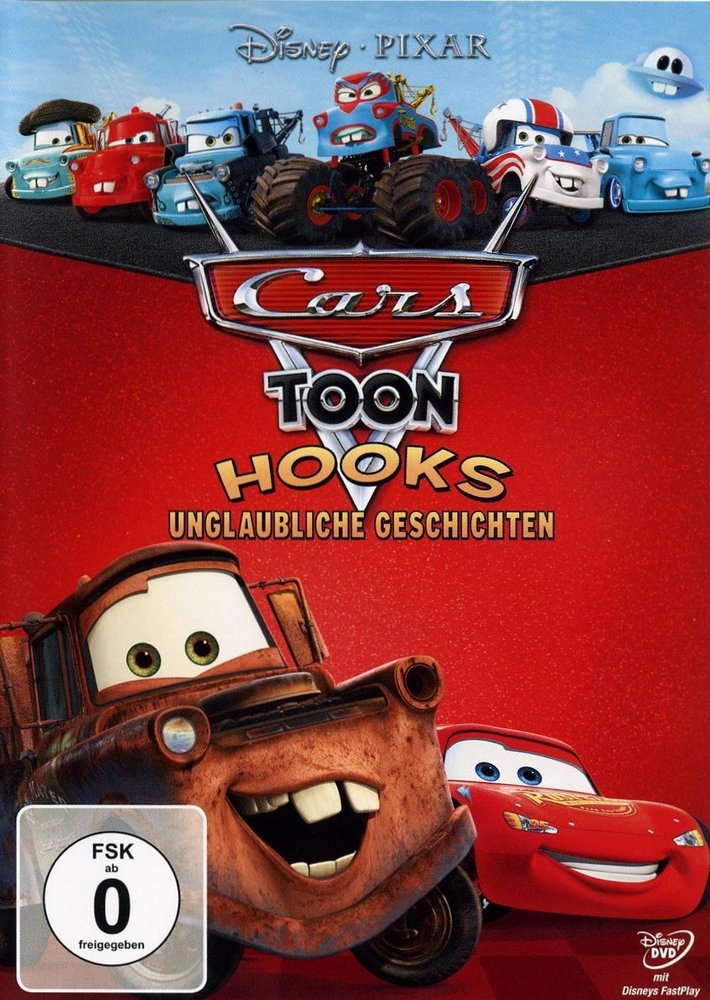 Disney · PIXAR
Cars
TOON
HOOKS
UNGLAUBLICHE GESCHICHTEN
FSK
ab
0
freigegeben
Disney
DVD
mit
Disneys FastPlay